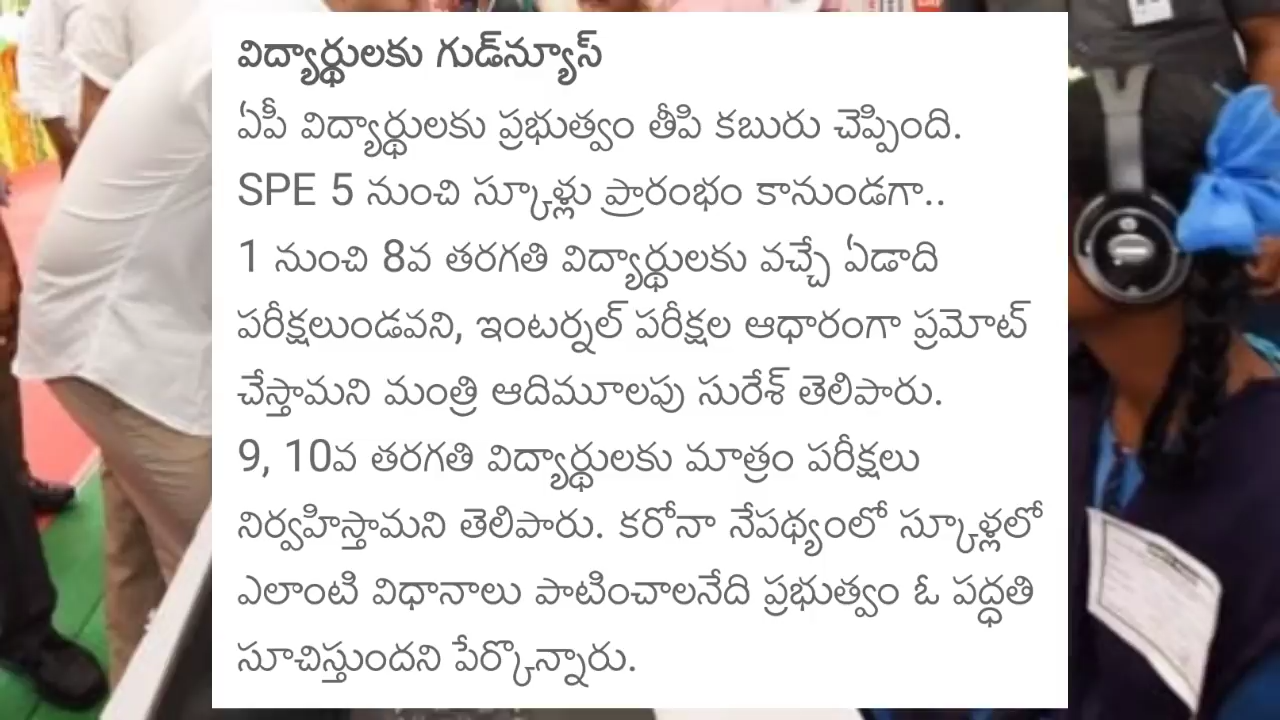 విద్యార్థులకు గుడ్‌న్యూస్
ఏపీ విద్యార్థులకు ప్రభుత్వం తీపి కబురు చెప్పింది.
SPE 5 నుంచి స్కూళ్లు ప్రారంభం కానుండగా..
1 నుంచి 8వ తరగతి విద్యార్థులకు వచ్చే ఏడాది
పరీక్షలుండవని, ఇంటర్నల్ పరీక్షల ఆధారంగా ప్రమోట్
చేస్తామని మంత్రి ఆదిమూలపు సురేశ్ తెలిపారు.
9, 10వ తరగతి విద్యార్థులకు మాత్రం పరీక్షలు
నిర్వహిస్తామని తెలిపారు. కరోనా నేపథ్యంలో స్కూళ్లలో
ఎలాంటి విధానాలు పాటించాలనేది ప్రభుత్వం ఓ పద్ధతి
సూచిస్తుందని పేర్కొన్నారు.